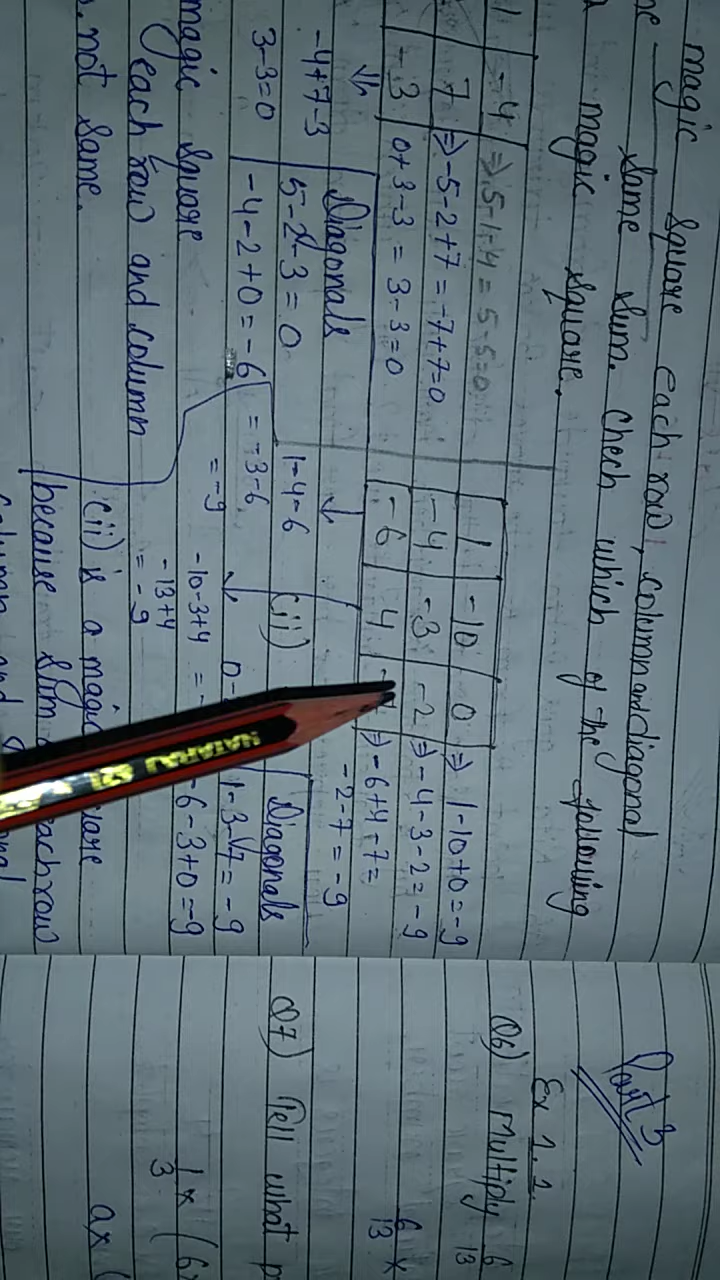 magic square each row, column and diagonal
same sum. Chech which of the following
magic square.
-4 ⇒ 5-1-4 = 5-5=0
7 ⇒ -5-2+7 = -7+7=0
-3 0+3-3 = 3-3=0
-4+7-3
3-3=0
Diagonals
5-2-3 = 0
-4-2+0 = -6
magic square
each row and column
not same.
1 -10 0 ⇒ 1-10+0=-9
-4 -3 -2 ⇒ -4-3-2=-9
-6 4 ⇒ -6+4-7=
-2-7=-9
1-4-6
= -3-6
= -9
(ii)
-10-3+4
-13+4
= -9
Diagonals
1-3-7 = -9
-6-3+0=-9
(ii) is a magic
because sum
each row
Part 3
Ex 1.1
Q6) Multiply 6/13
6/13 ×
Q7) Tell what p
1/3 × (6×
a× (
NATARAJ 621